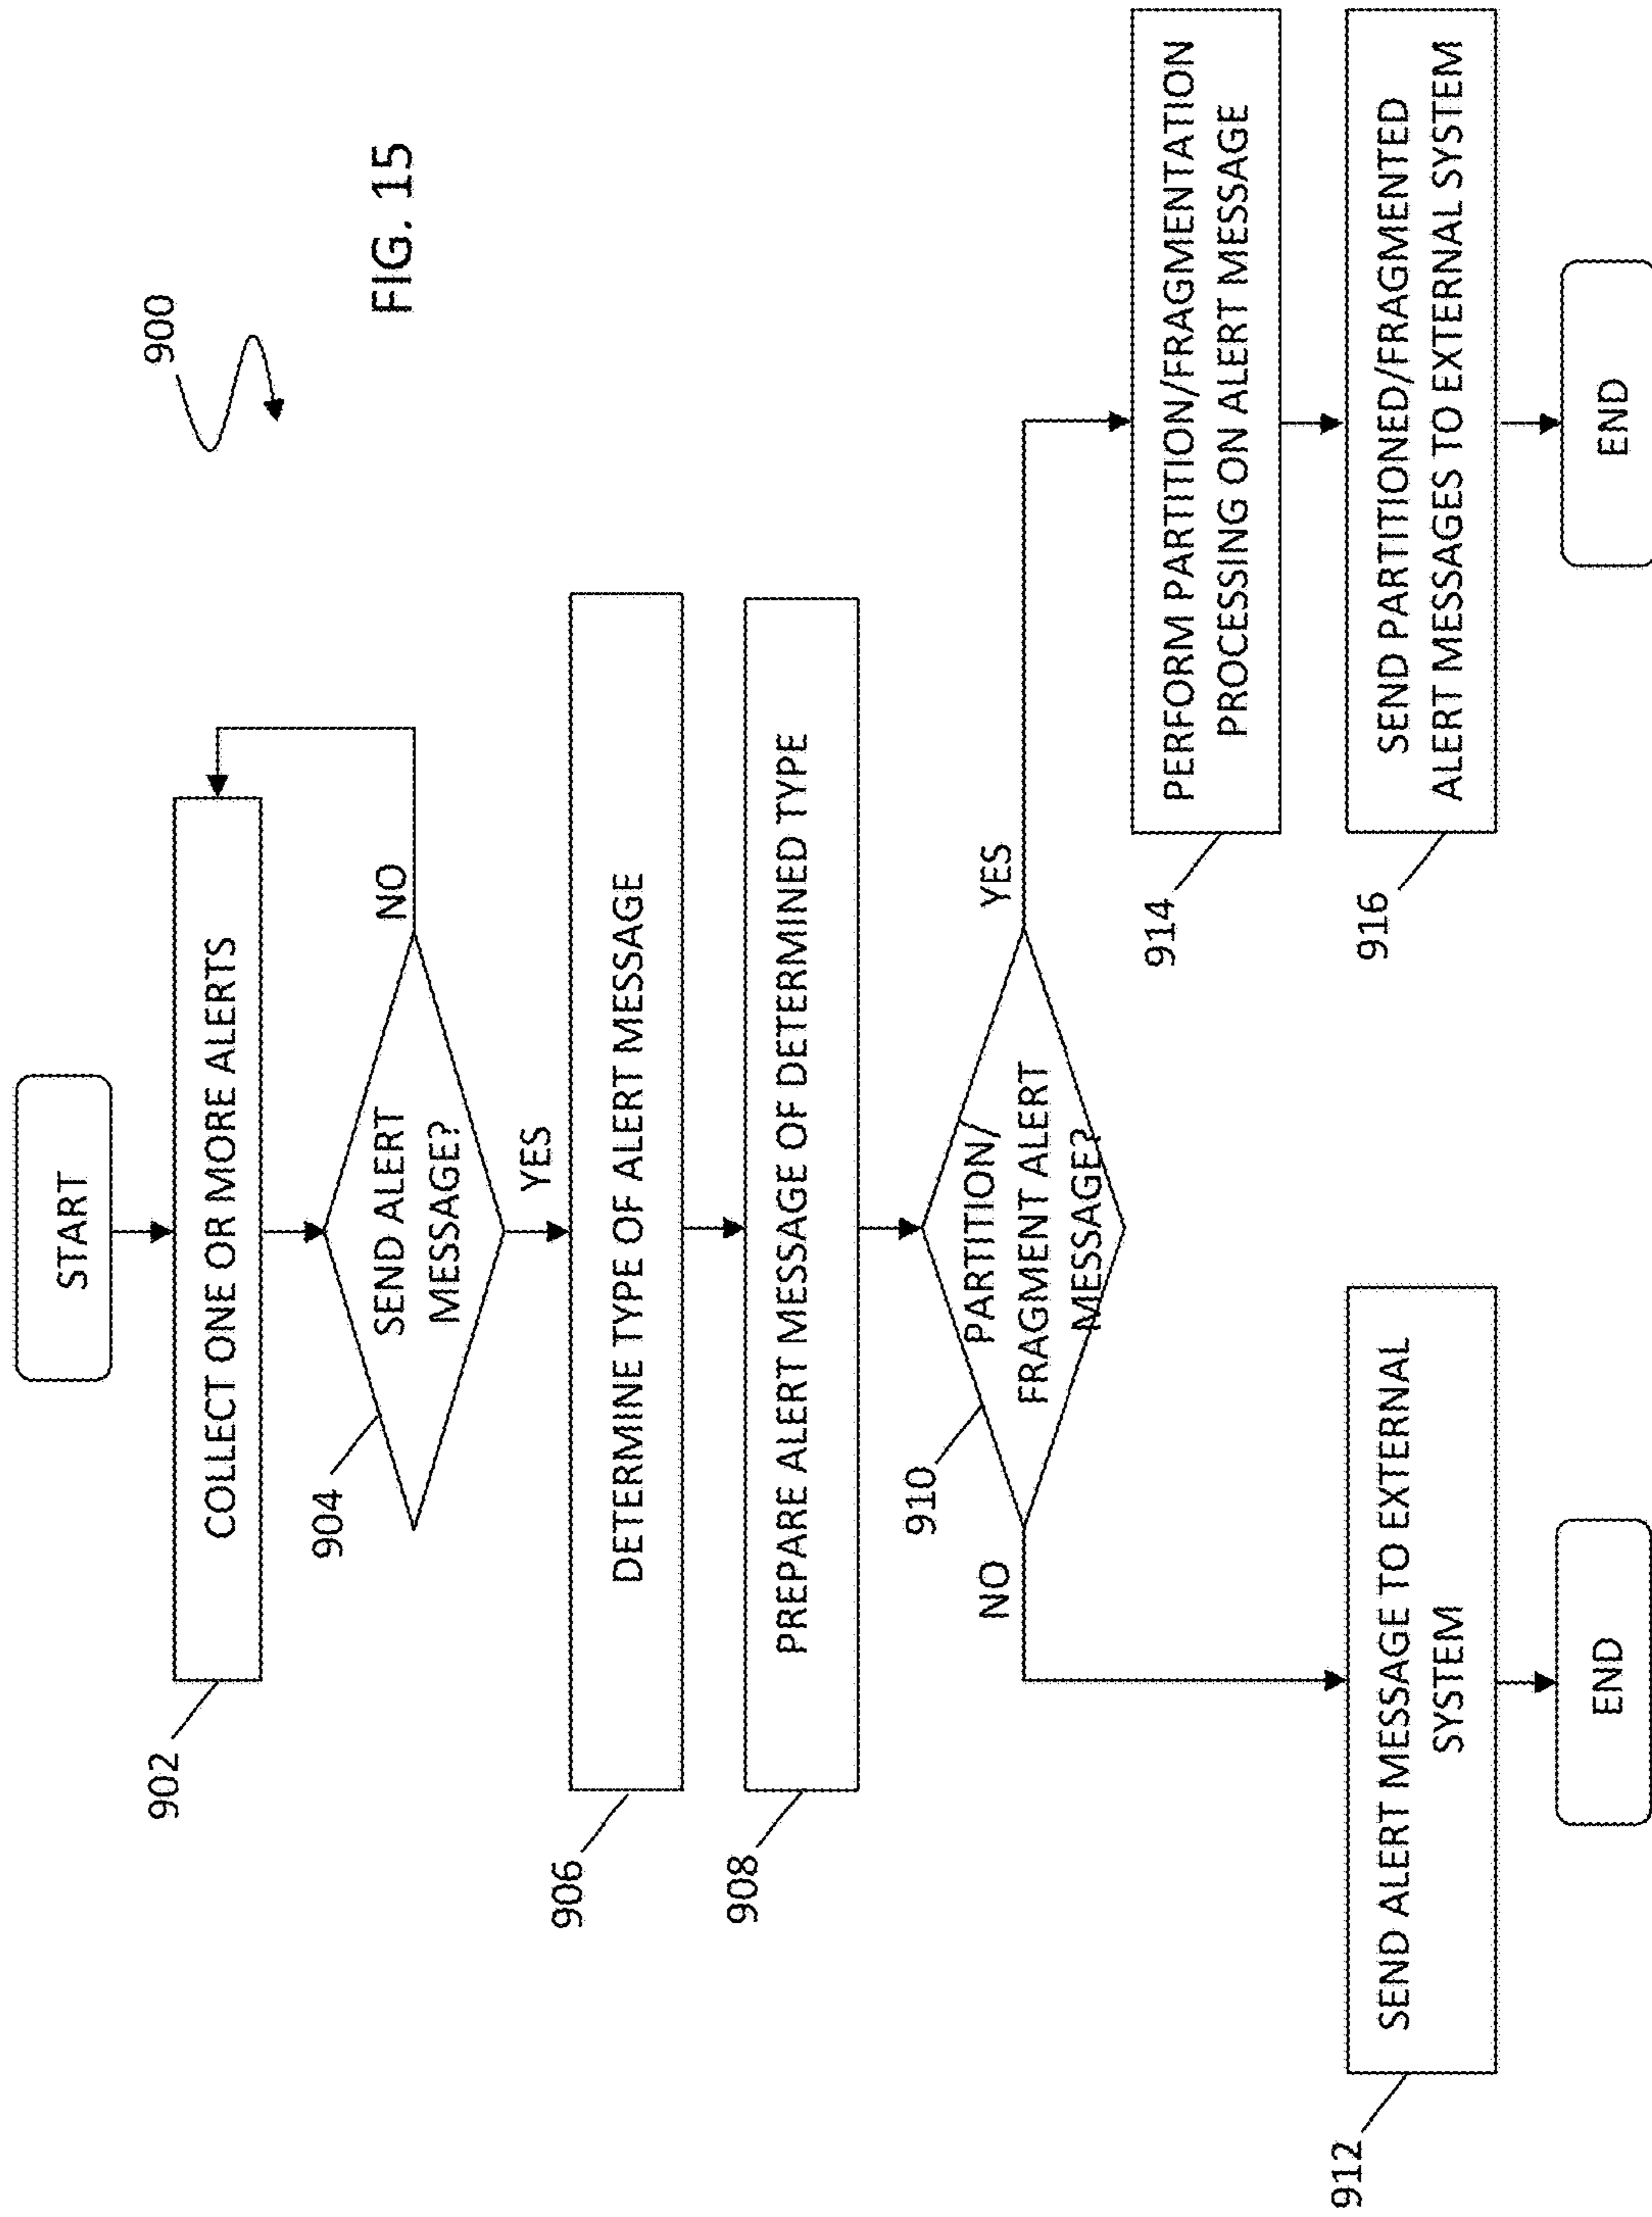 900
FIG. 15
START
902
COLLECT ONE OR MORE ALERTS
904
SEND ALERT
MESSAGE?
NO
YES
906
DETERMINE TYPE OF ALERT MESSAGE
908
PREPARE ALERT MESSAGE OF DETERMINED TYPE
910
PARTITION/
FRAGMENT ALERT
MESSAGE?
NO
YES
912
SEND ALERT MESSAGE TO EXTERNAL
SYSTEM
END
914
PERFORM PARTITION/FRAGMENTATION
PROCESSING ON ALERT MESSAGE
916
SEND PARTITIONED/FRAGMENTED
ALERT MESSAGES TO EXTERNAL SYSTEM
END